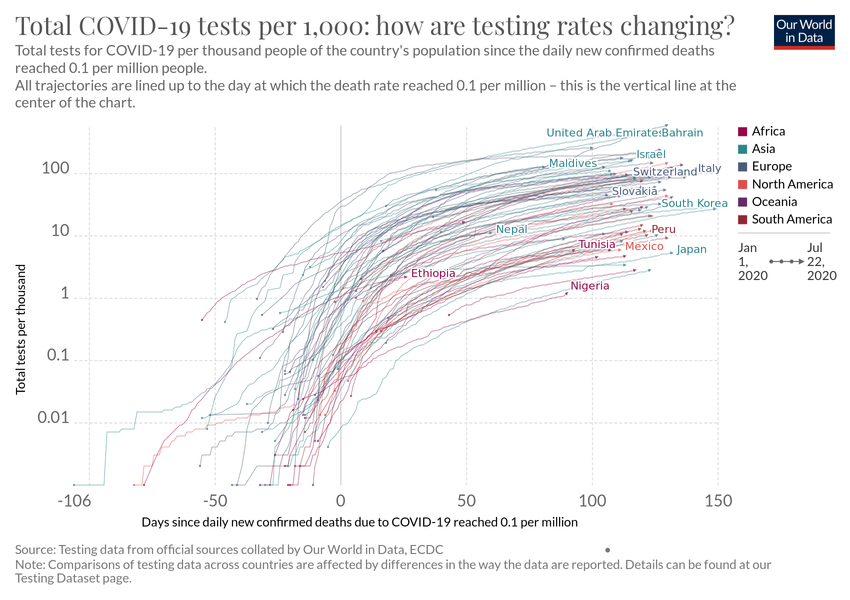 Total COVID-19 tests per 1,000: how are testing rates changing?
Our World
in Data
Total tests for COVID-19 per thousand people of the country's population since the daily new confirmed deaths
reached 0.1 per million people.
All trajectories are lined up to the day at which the death rate reached 0.1 per million – this is the vertical line at the
center of the chart.
United Arab Emirates
Bahrain
Israel
Maldives
Italy
Switzerland
Slovakia
South Korea
Nepal
Peru
Tunisia
Mexico
Japan
Ethiopia
Nigeria
Africa
Asia
Europe
North America
Oceania
South America
Jan
1,
2020
Jul
22,
2020
Total tests per thousand
100
10
1
0.1
0.01
-106
-50
0
50
100
150
Days since daily new confirmed deaths due to COVID-19 reached 0.1 per million
Source: Testing data from official sources collated by Our World in Data, ECDC
Note: Comparisons of testing data across countries are affected by differences in the way the data are reported. Details can be found at our
Testing Dataset page.